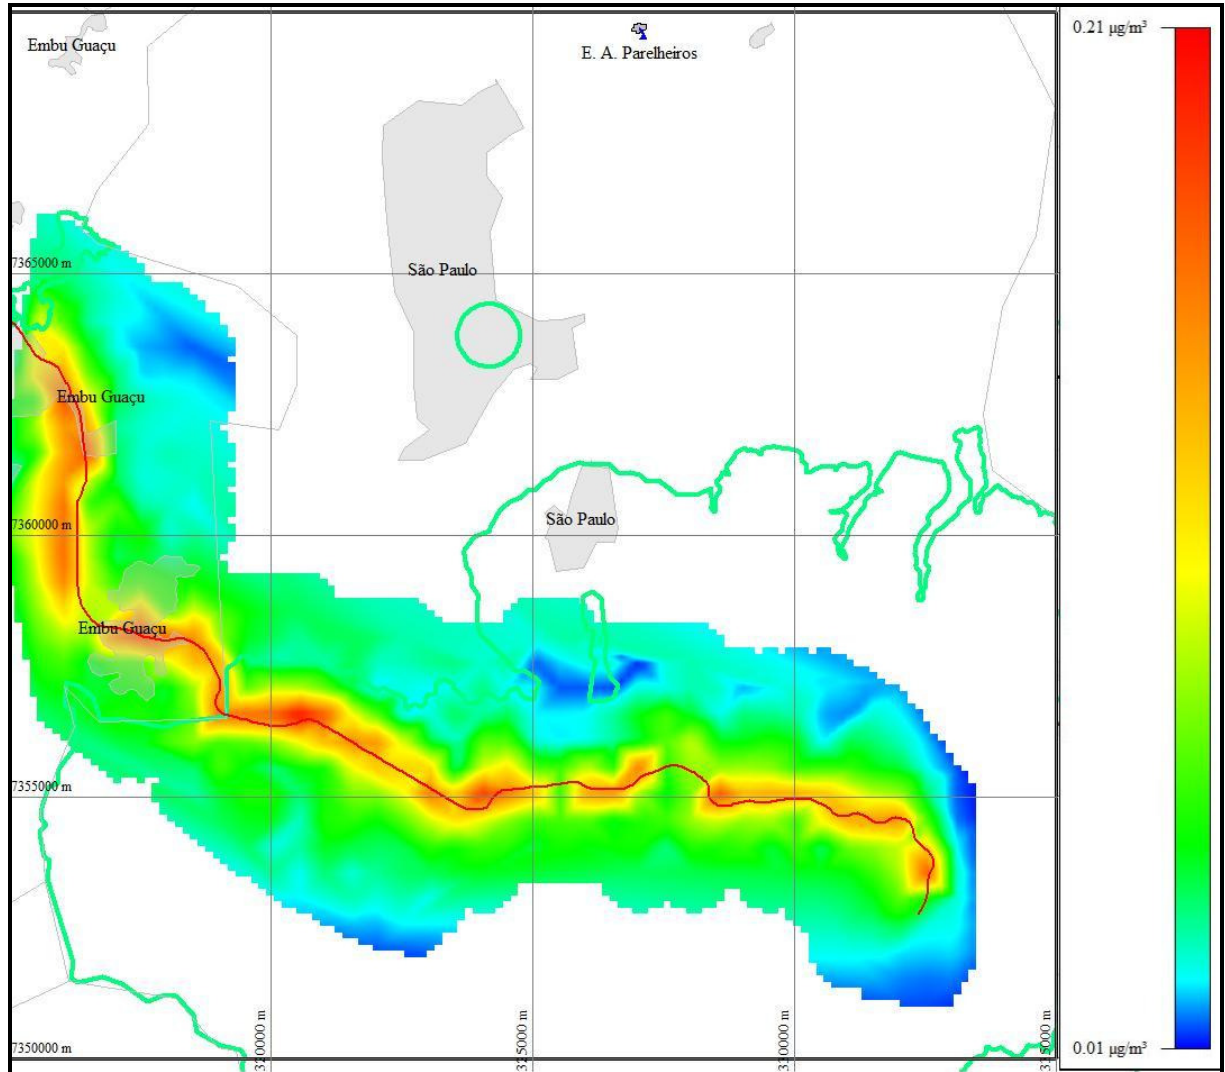 Embu Guaçu
E. A. Parelheiros
0.21 µg/m³
7365000 m
São Paulo
Embu Guaçu
7360000 m
São Paulo
Embu Guaçu
7355000 m
7350000 m
320000 m
325000 m
330000 m
335000 m
0.01 µg/m³